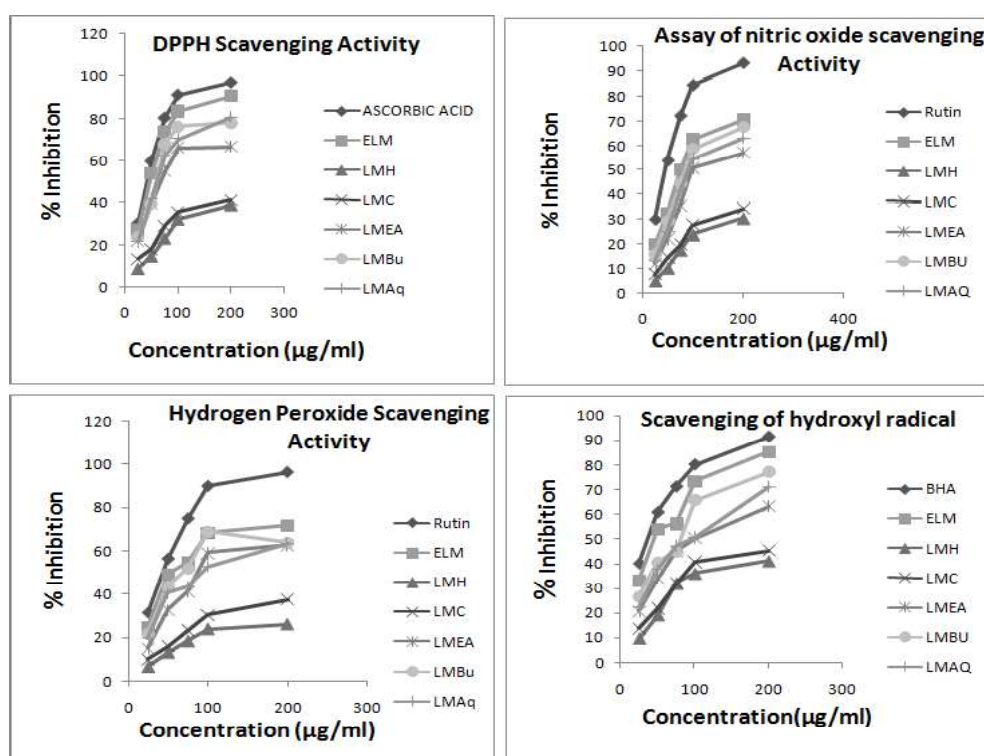 DPPH Scavenging Activity
120
100
80
60
40
20
0
% Inhibition
0 100 200 300
Concentration (µg/ml)
ASCORBIC ACID
ELM
LMH
LMC
LMEA
LMBu
LMAq
Assay of nitric oxide scavenging
Activity
100
90
80
70
60
50
40
30
20
10
0
% Inhibition
0 200 400
Concentration (µg/ml)
Rutin
ELM
LMH
LMC
LMEA
LMBU
LMAQ
Hydrogen Peroxide Scavenging
Activity
120
100
80
60
40
20
0
% Inhibition
0 100 200 300
Concentration (µg/ml)
Rutin
ELM
LMH
LMC
LMEA
LMBu
LMAq
Scavenging of hydroxyl radical
100
90
80
70
60
50
40
30
20
10
0
% Inhibition
0 100 200 300
Concentration(µg/ml)
BHA
ELM
LMH
LMC
LMEA
LMBU
LMAQ